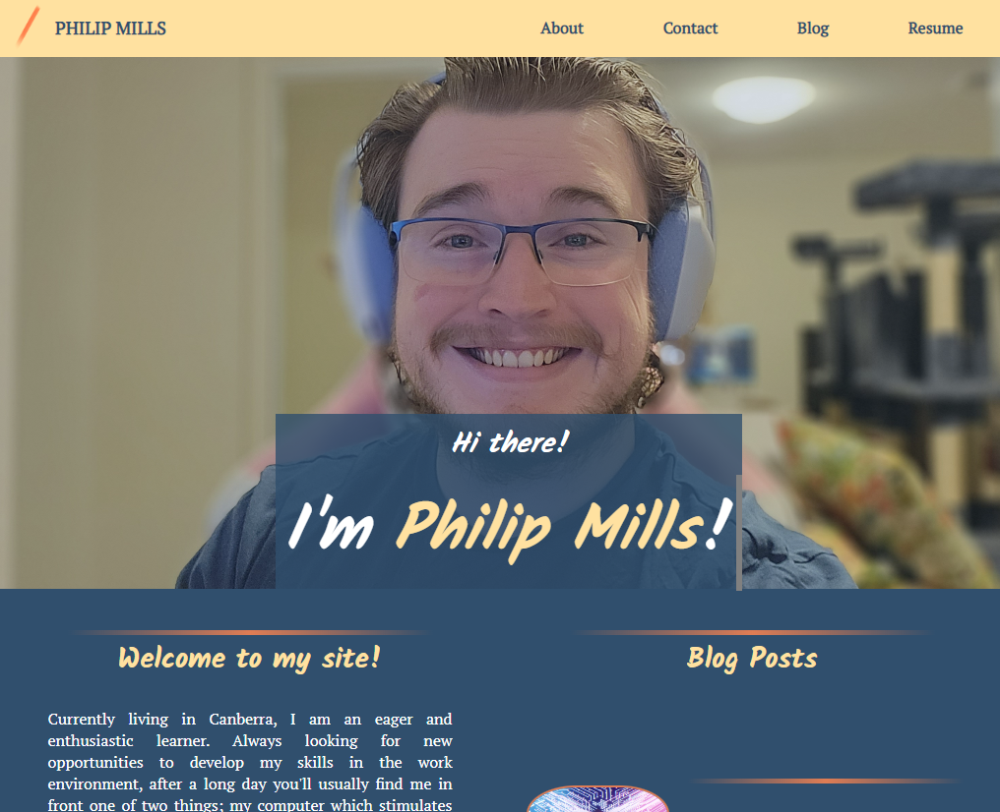 PHILIP MILLS
About
Contact
Blog
Resume
Hi there!
I'm Philip Mills!
Welcome to my site!
Currently living in Canberra, I am an eager and
enthusiastic learner. Always looking for new
opportunities to develop my skills in the work
environment, after a long day you'll usually find me in
front one of two things; my computer which stimulates
Blog Posts